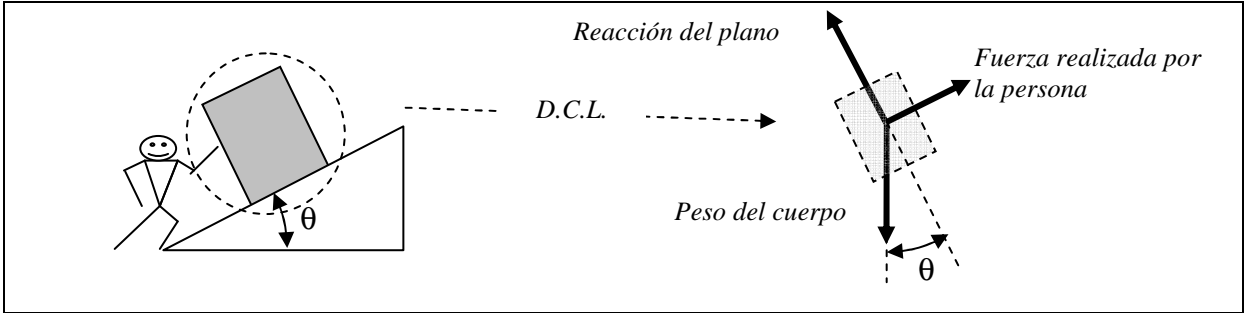 Reacción del plano
Fuerza realizada por
la persona
D.C.L.
Peso del cuerpo
θ
θ